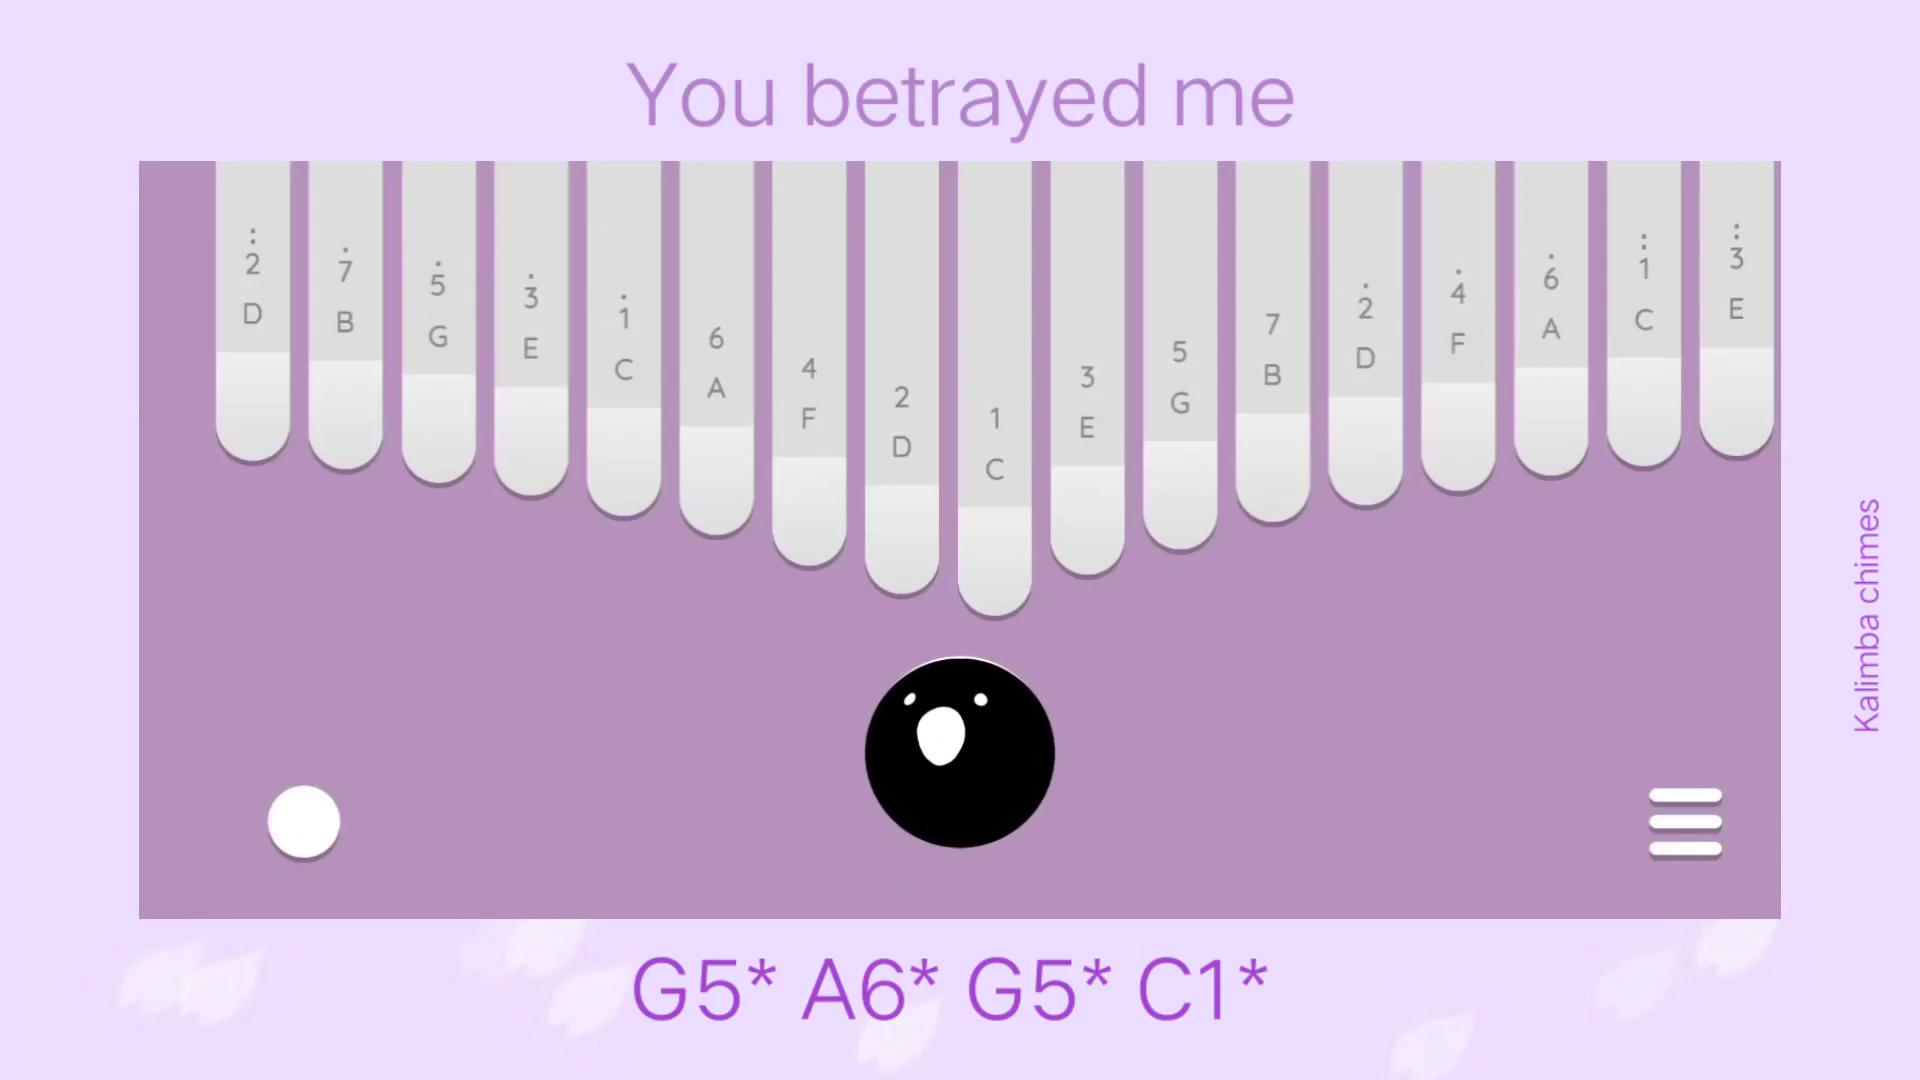 You betrayed me
2̈ 7̇ 5̇ 3̇ 1̇ 6 4 2 1 3 5 7 2̇ 4̇ 6̇ 1̈ 3̈
D B G E C A F D C E G B D F A C E
Kalimba chimes
G5* A6* G5* C1*